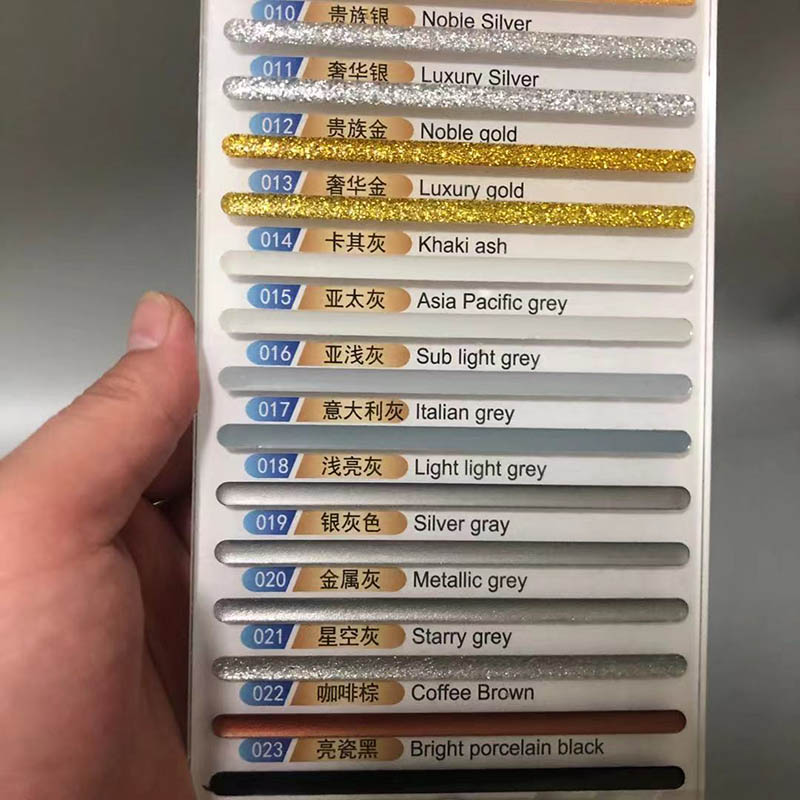 010 贵族银 Noble Silver
011 奢华银 Luxury Silver
012 贵族金 Noble gold
013 奢华金 Luxury gold
014 卡其灰 Khaki ash
015 亚太灰 Asia Pacific grey
016 亚浅灰 Sub light grey
017 意大利灰 Italian grey
018 浅亮灰 Light light grey
019 银灰色 Silver gray
020 金属灰 Metallic grey
021 星空灰 Starry grey
022 咖啡棕 Coffee Brown
023 亮瓷黑 Bright porcelain black